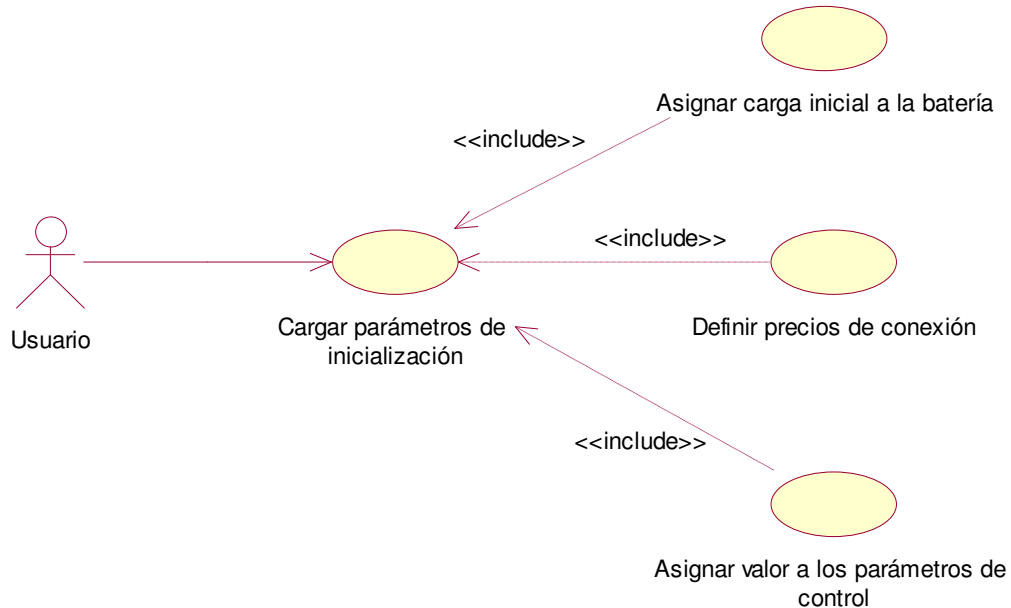 Asignar carga inicial a la batería
<<include>>
<<include>>
Usuario
Cargar parámetros de
inicialización
Definir precios de conexión
<<include>>
Asignar valor a los parámetros de
control